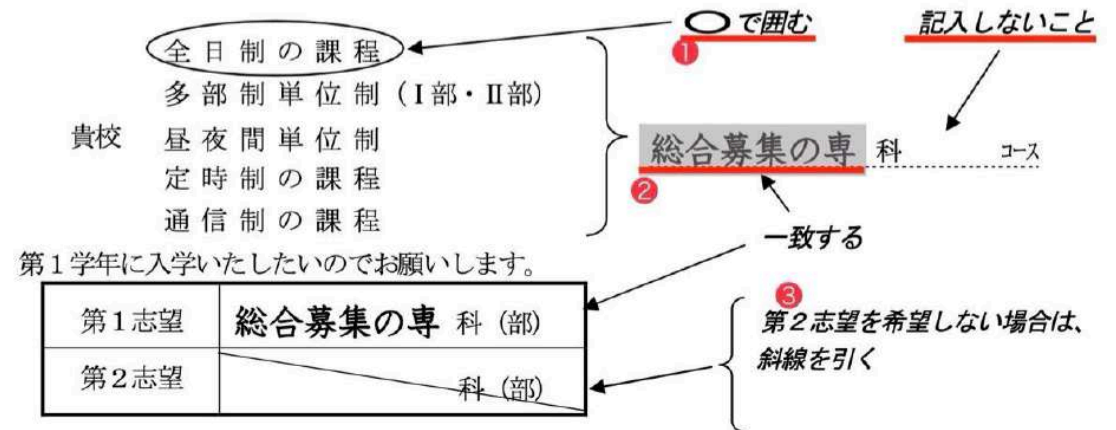 〇で囲む
記入しないこと
❶
全日制の課程
多部制単位制(Ⅰ部・Ⅱ部)
貴校 昼夜間単位制
総合募集の専 科 コース
定時制の課程
❷
通信制の課程
一致する
第1学年に入学いたしたいのでお願いします。
第1志望 総合募集の専 科 (部)
第2志望 科 (部)
❸
第2志望を希望しない場合は、
斜線を引く